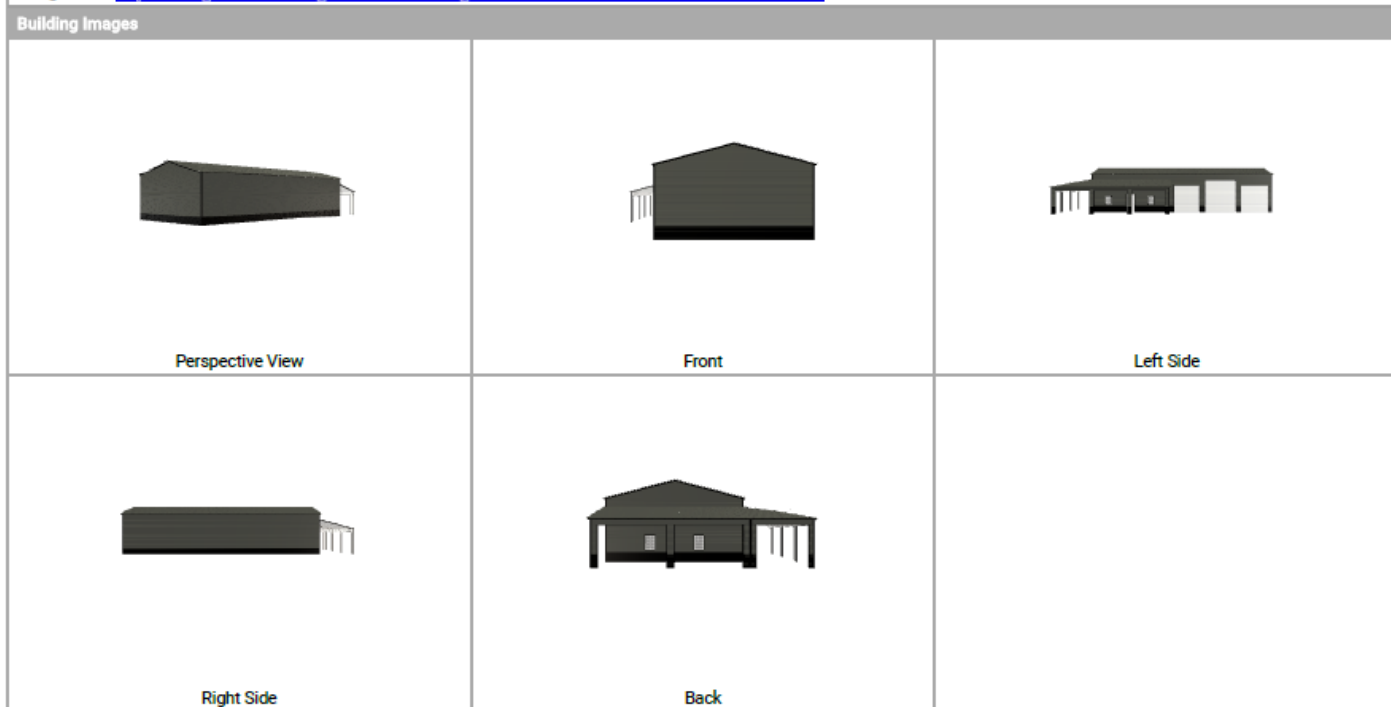 Building Images
Perspective View
Front
Left Side
Right Side
Back